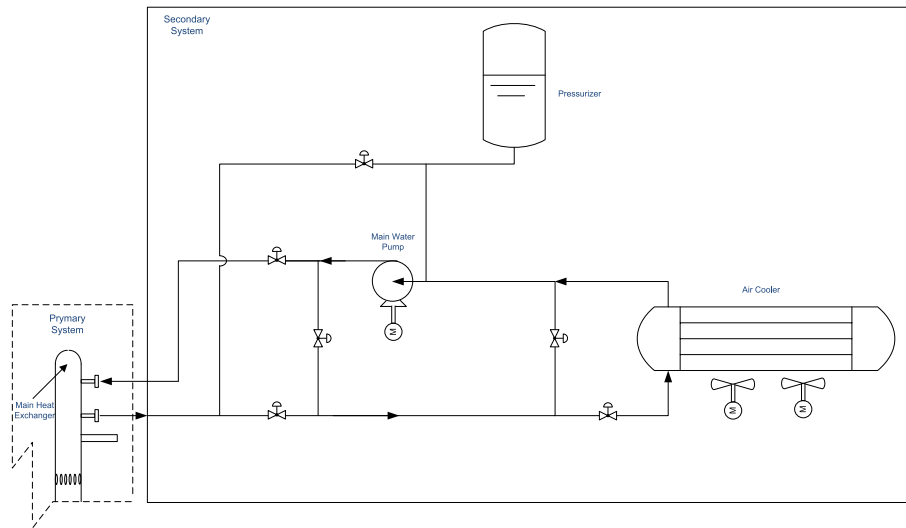 Secondary
System
Pressurizer
Main Water
Pump
M
Air Cooler
Prymary
System
Main Heat
Exchanger
M
M